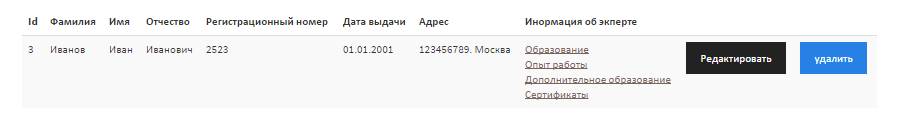 Id Фамилия Имя Отчество Регистрационный номер Дата выдачи Адрес Инормация об экперте
3 Иванов Иван Иванович 2523 01.01.2001 123456789. Москва Образование Редактировать удалить
Опыт работы
Дополнительное образование
Сертификаты